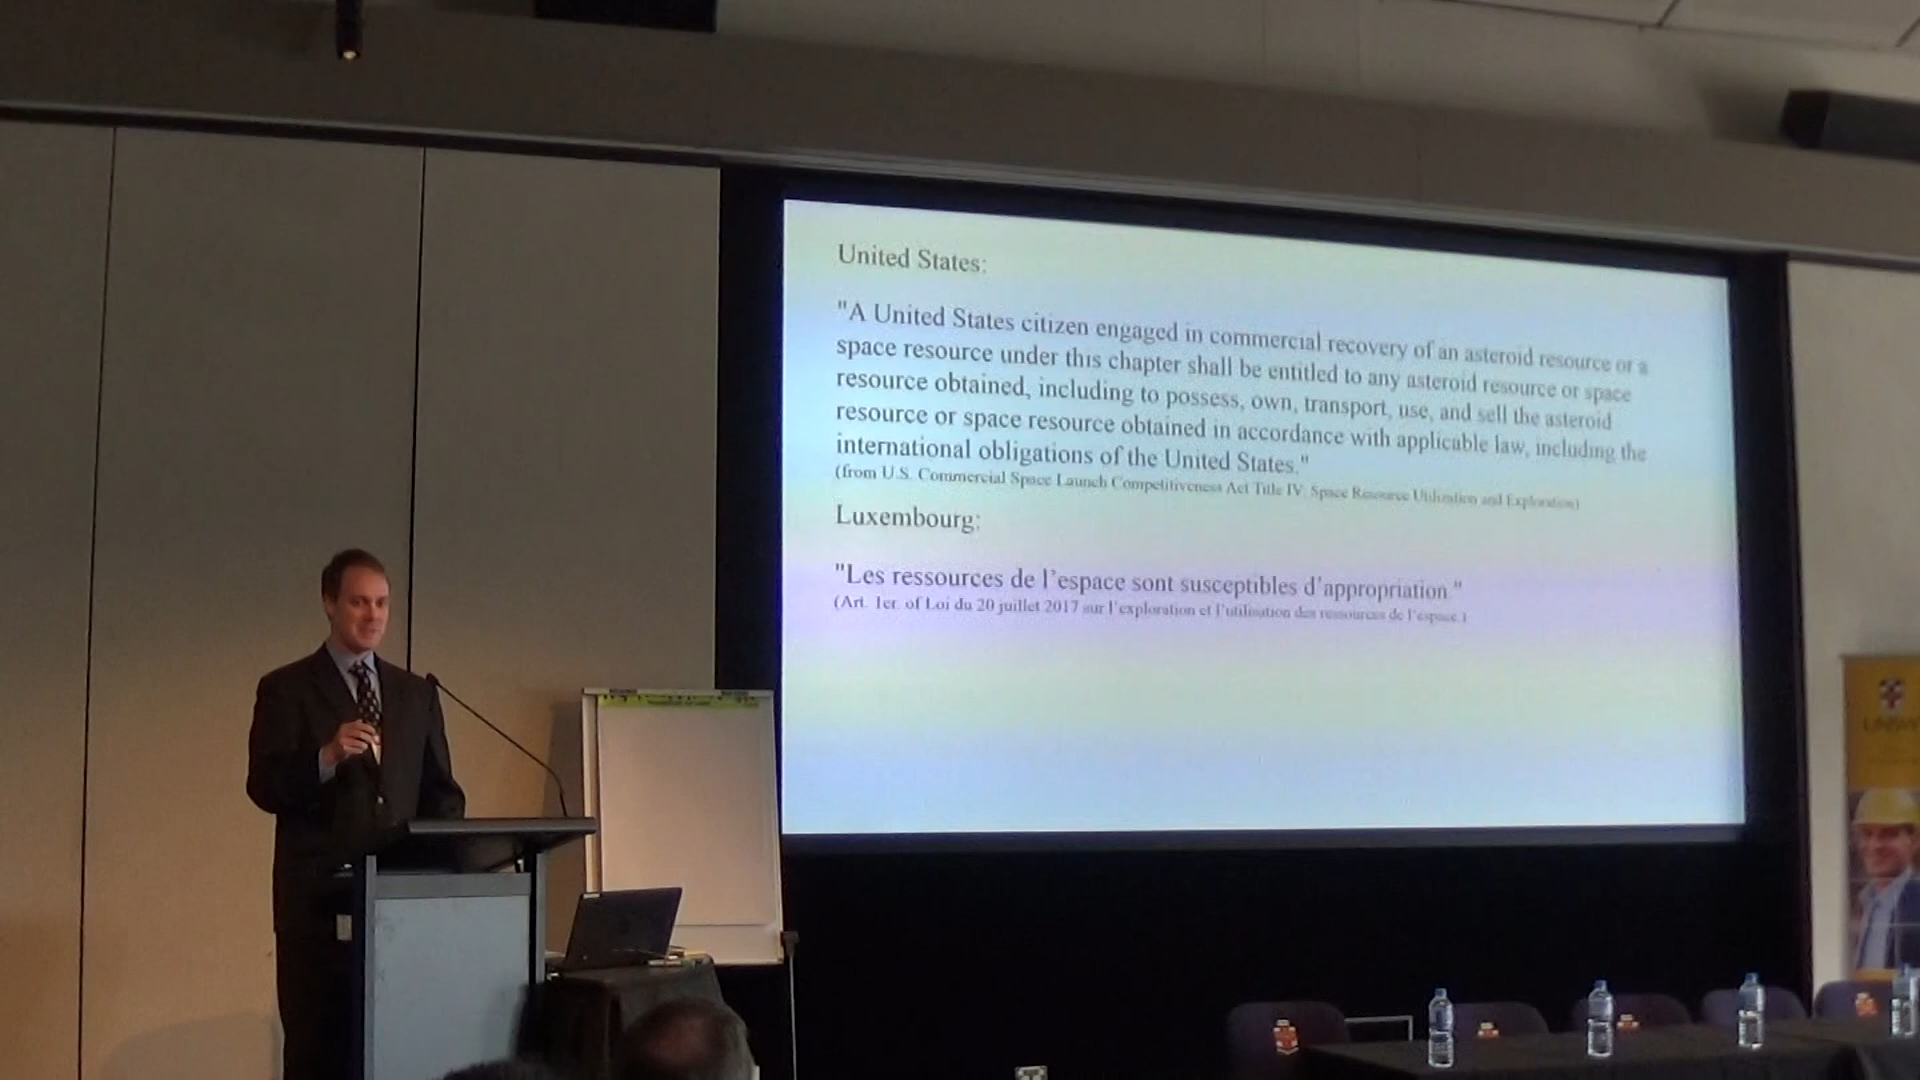 United States:
"A United States citizen engaged in commercial recovery of an asteroid resource or a
space resource under this chapter shall be entitled to any asteroid resource or space
resource obtained, including to possess, own, transport, use, and sell the asteroid
resource or space resource obtained in accordance with applicable law, including the
international obligations of the United States."
(from U.S. Commercial Space Launch Competitiveness Act Title IV: Space Resource Utilization and Exploration)
Luxembourg:
"Les ressources de l'espace sont susceptibles d'appropriation."
(Art. 1er. of Loi du 20 juillet 2017 sur l'exploration et l'utilisation des ressources de l'espace.)
UNSW